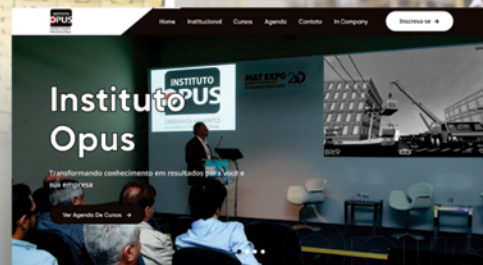 INSTITUTO
OPUS
Home Institucional Cursos Agenda Contato In Company
Inscreva-se →
INSTITUTO
OPUS
MAT EXPO
Instituto
Opus
Transformando conhecimento em resultados para você e
sua empresa
Ver Agenda De Cursos →